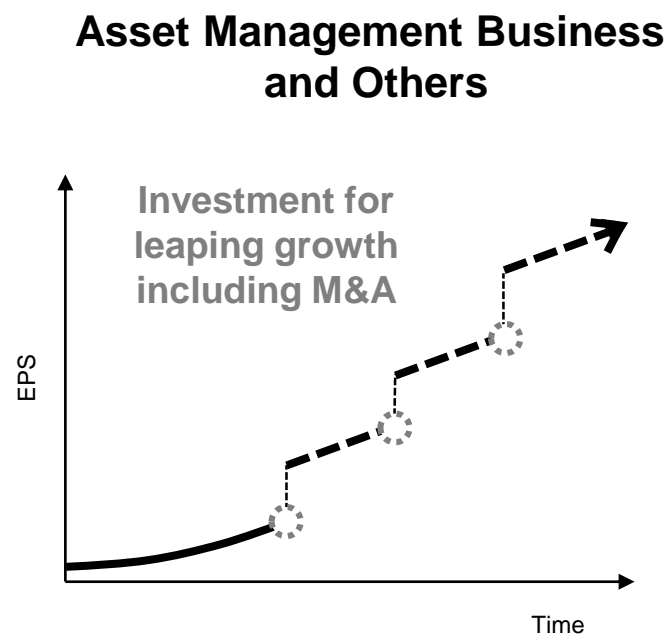 Asset Management Business
and Others
Investment for
leaping growth
including M&A
EPS
Time